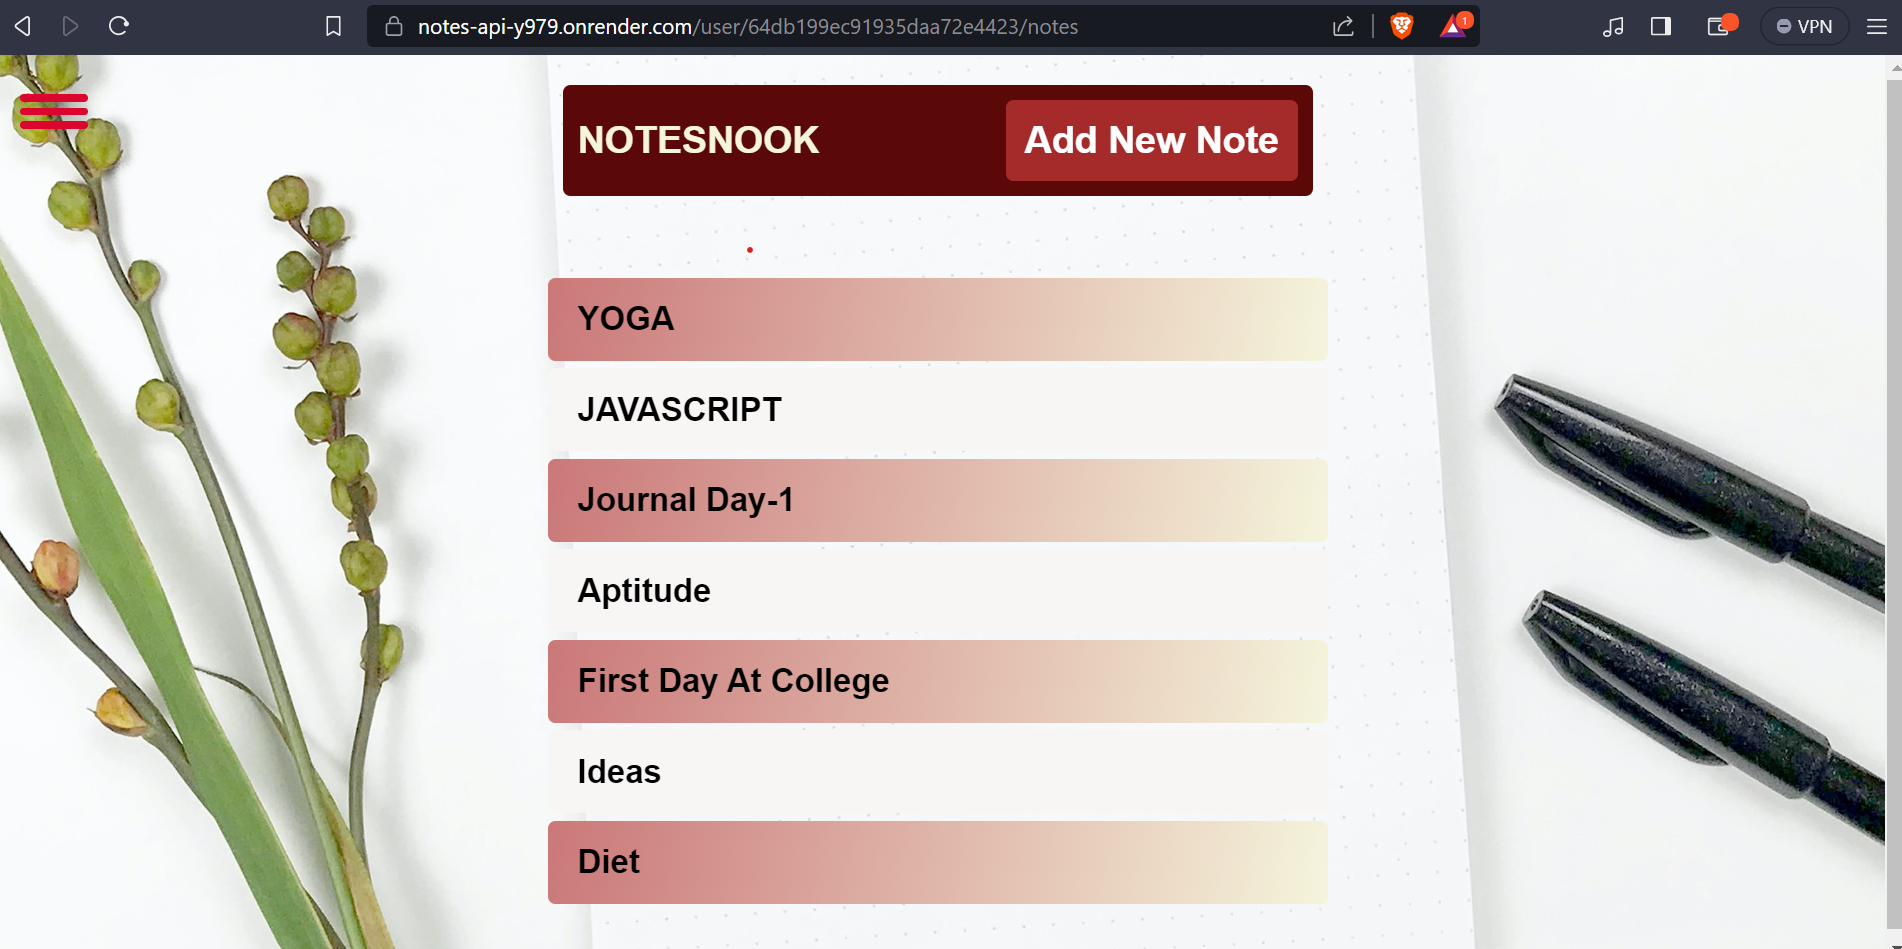 notes-api-y979.onrender.com/user/64db199ec91935daa72e4423/notes
1
VPN
NOTESNOOK
Add New Note
YOGA
JAVASCRIPT
Journal Day-1
Aptitude
First Day At College
Ideas
Diet